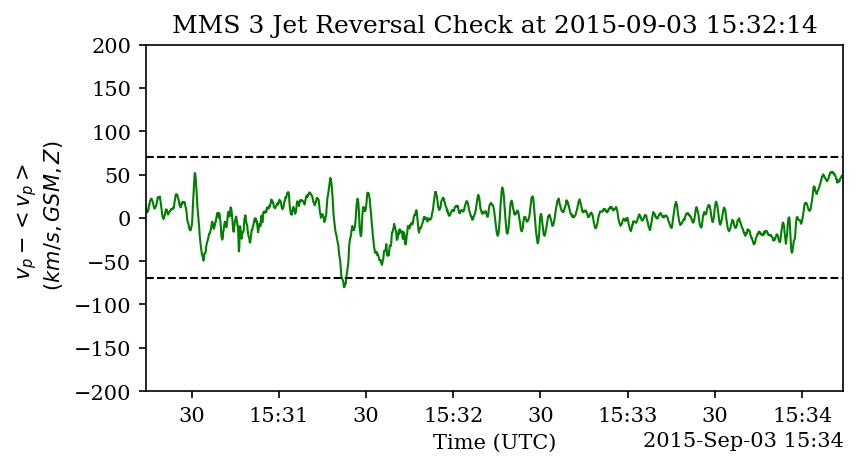 MMS 3 Jet Reversal Check at 2015-09-03 15:32:14
v_p - <v_p>
(km/s, GSM, Z)
200
150
100
50
0
−50
−100
−150
−200
30 15:31 30 15:32 30 15:33 30 15:34
Time (UTC)
2015-Sep-03 15:34